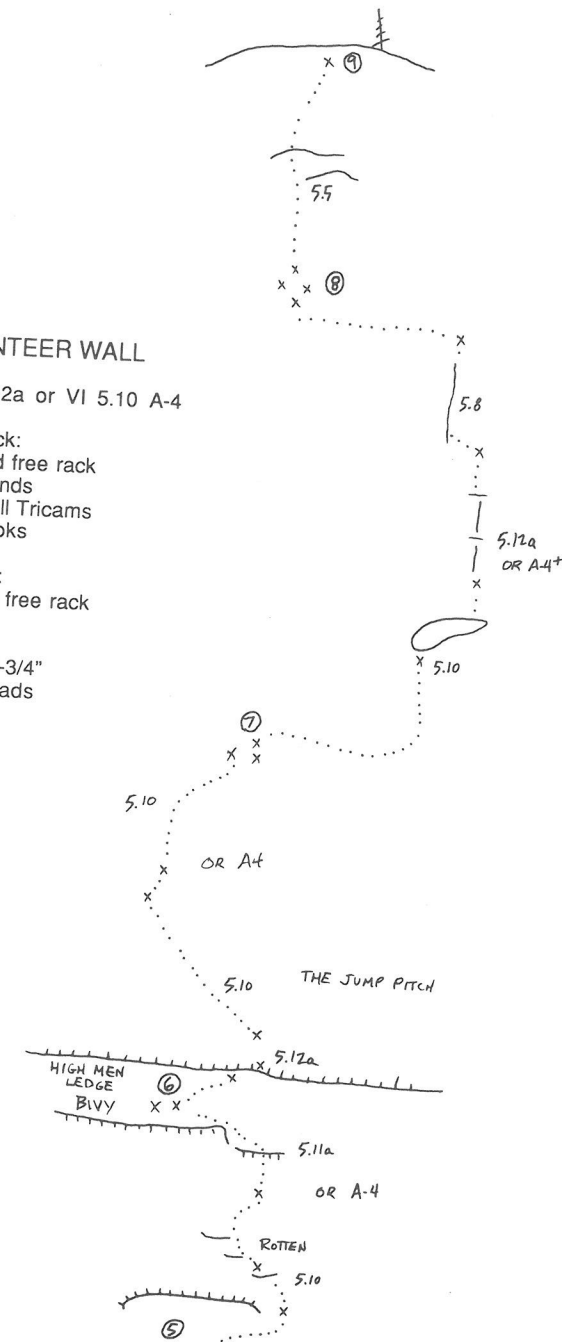 9
5.5
8
NTEER WALL
2a or VI 5.10 A-4
5.8
ck:
d free rack
nds
ll Tricams
oks
5.12a
OR A-4+
:
free rack
-3/4"
ads
5.10
7
5.10
OR A4
5.10
THE JUMP PITCH
5.12a
HIGH MEN
LEDGE
6
BIVY
5.11a
OR A-4
ROTTEN
5.10
5